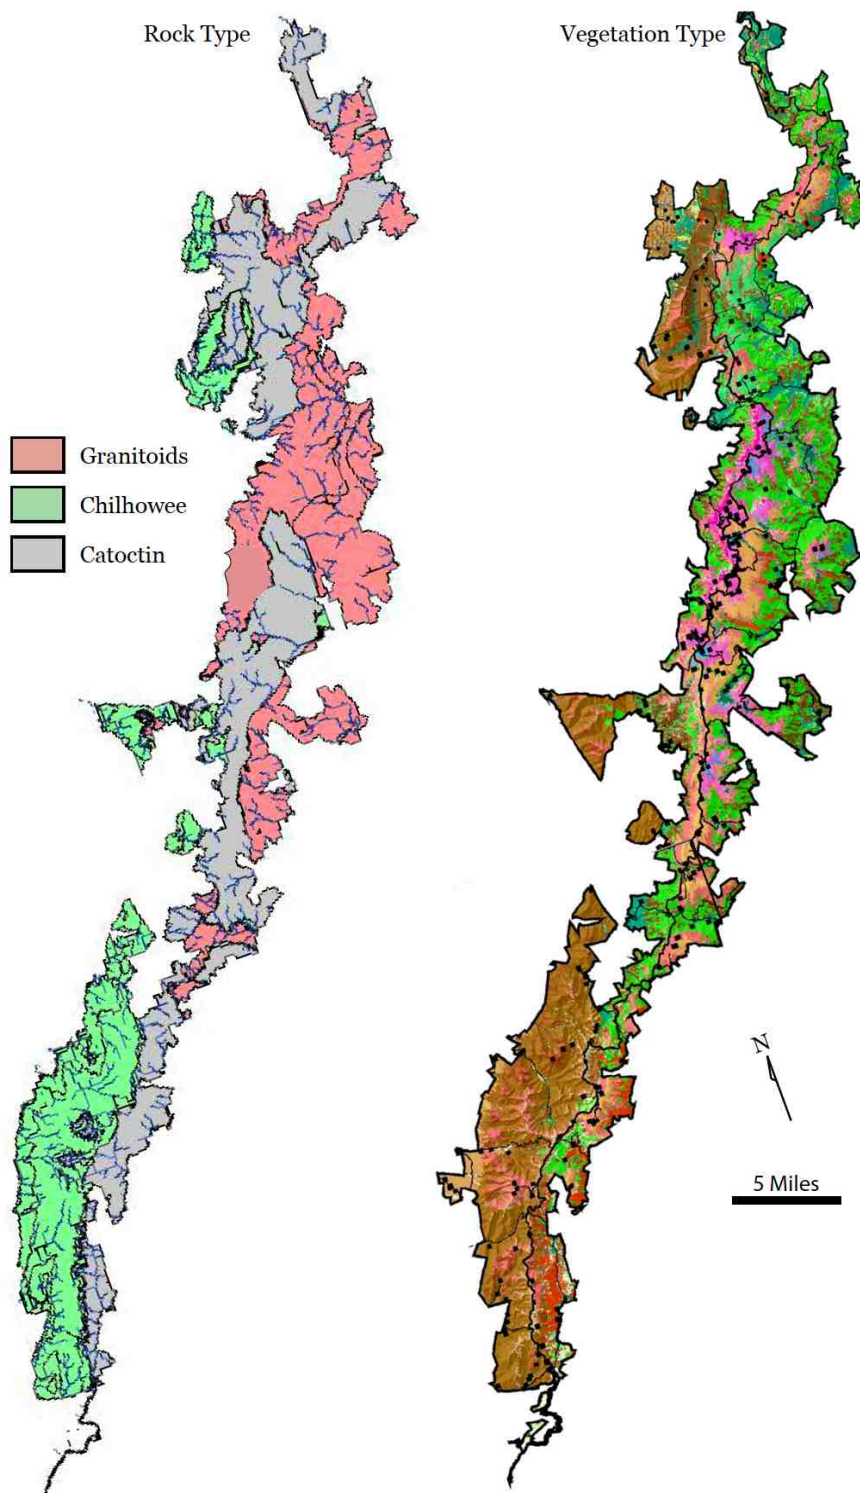 Rock Type
Vegetation Type
Granitoids
Chilhowee
Catoctin
N
5 Miles